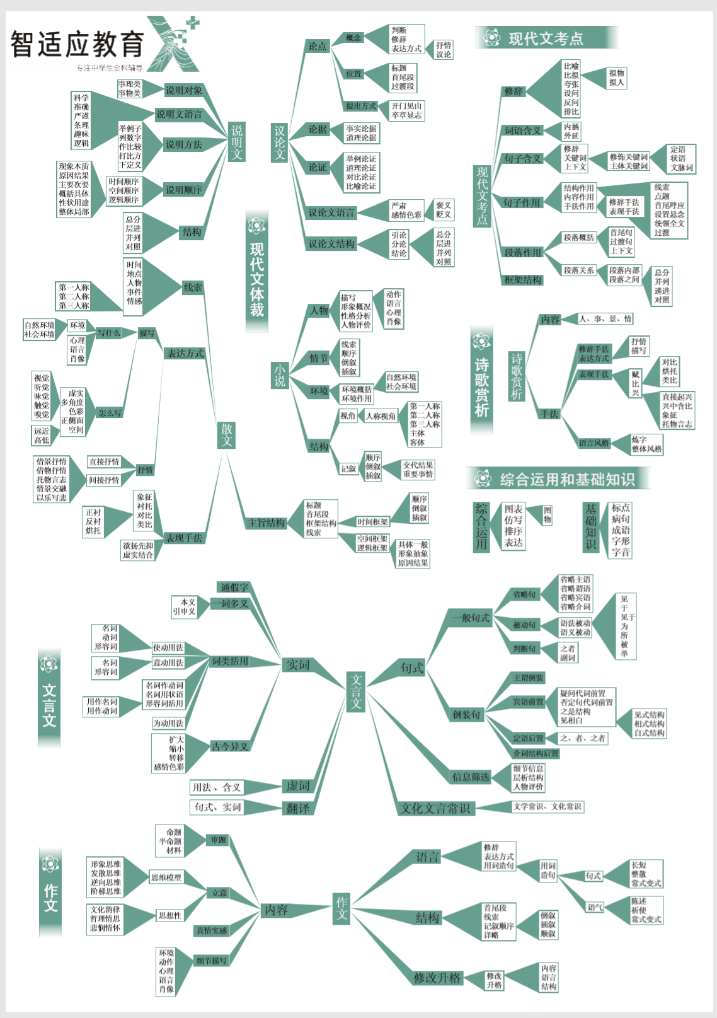 智适应教育
专注中学生全科辅导
现代文体裁
说明文
说明对象
事理类
事物类
说明文语言
科学
准确
严谨
条理
趣味
逻辑
说明方法
举例子
列数字
作比较
打比方
下定义
说明顺序
时间顺序
空间顺序
逻辑顺序
现象本质
原因结果
主要次要
概括具体
性状用途
整体局部
结构
总分
层进
并列
对照
议论文
论点
概念
判断
修辞
表达方式
抒情
议论
位置
标题
首尾段
过渡段
提出方式
开门见山
卒章显志
论据
事实论据
道理论据
论证
举例论证
道理论证
对比论证
比喻论证
议论文语言
严肃
感情色彩
褒义
贬义
议论文结构
引论
分论
结论
总分
层进
并列
对照
散文
线索
时间
地点
人物
事件
情感
第一人称
第二人称
第三人称
表达方式
描写
写什么
环境
自然环境
社会环境
心理
语言
肖像
怎么写
虚实
多角度
色彩
正侧面
空间
视觉
听觉
味觉
触觉
嗅觉
远近
高低
抒情
直接抒情
间接抒情
借景抒情
借物抒情
托物言志
情景交融
以乐写悲
表现手法
象征
衬托
对比
类比
正衬
反衬
烘托
欲扬先抑
虚实结合
主旨结构
标题
首尾段
框架结构
线索
时间框架
顺序
倒叙
插叙
空间框架
逻辑框架
具体一般
形象抽象
原因结果
小说
人物
描写
形象概况
性格分析
人物评价
动作
语言
心理
肖像
情节
线索
顺序
倒叙
插叙
环境
环境概括
环境作用
自然环境
社会环境
结构
视角
人称视角
第一人称
第二人称
第三人称
主体
客体
记叙
顺序
倒叙
插叙
交代结果
重要事情
现代文考点
现代文考点
修辞
比喻
比拟
夸张
设问
反问
排比
拟物
拟人
词语含义
内涵
外延
句子含义
修辞
关键词
上下文
修饰关键词
主体关键词
定语
状语
文脉词
句子作用
结构作用
内容作用
手法作用
修辞手法
表现手法
线索
点题
首尾呼应
设置悬念
统领全文
过渡
段落作用
段落概括
首尾句
过渡句
上下文
框架结构
段落关系
段落内部
段落之间
总分
并列
递进
对照
诗歌赏析
诗歌赏析
内容
人、事、景、情
手法
修辞手法
表达方式
抒情
描写
表现手法
赋
比
兴
对比
烘托
类比
直接起兴
兴中含比
象征
托物言志
语言风格
炼字
整体风格
综合运用和基础知识
综合运用
图表
仿写
排序
表达
图
物
基础知识
标点
病句
成语
字形
字音
文言文
文言文
实词
通假字
一词多义
本义
引申义
词类活用
使动用法
名词
动词
形容词
意动用法
名词
形容词
名词作动词
名词用状语
形容词活用
用作名词
用作动词
为动用法
古今异义
扩大
缩小
转移
感情色彩
虚词
用法、含义
翻译
句式、实词
句式
一般句式
省略句
省略主语
省略谓语
省略宾语
省略介词
被动句
语法被动
语义被动
见
于
见于
为
所
被
举
判断句
之者
副词
倒装句
主谓倒装
宾语前置
疑问代词前置
否定句代词前置
之是结构
见相白
见式结构
相式结构
白式结构
定语后置
之、者、之者
介词结构后置
信息筛选
细节信息
层析结构
人物评价
文化文言常识
文学常识、文化常识
作文
作文
内容
审题
命题
半命题
材料
立意
思维模型
形象思维
发散思维
逆向思维
阶梯思维
思想性
文化的律
哲理情思
悲悯情怀
真情实感
细节描写
环境
动作
心理
语言
肖像
语言
修辞
表达方式
用词造句
用词
造句
句式
长短
整散
常式变式
语气
陈述
祈使
常式变式
结构
首尾段
线索
记叙顺序
详略
倒叙
插叙
顺叙
修改升格
修改
升格
内容
语言
结构